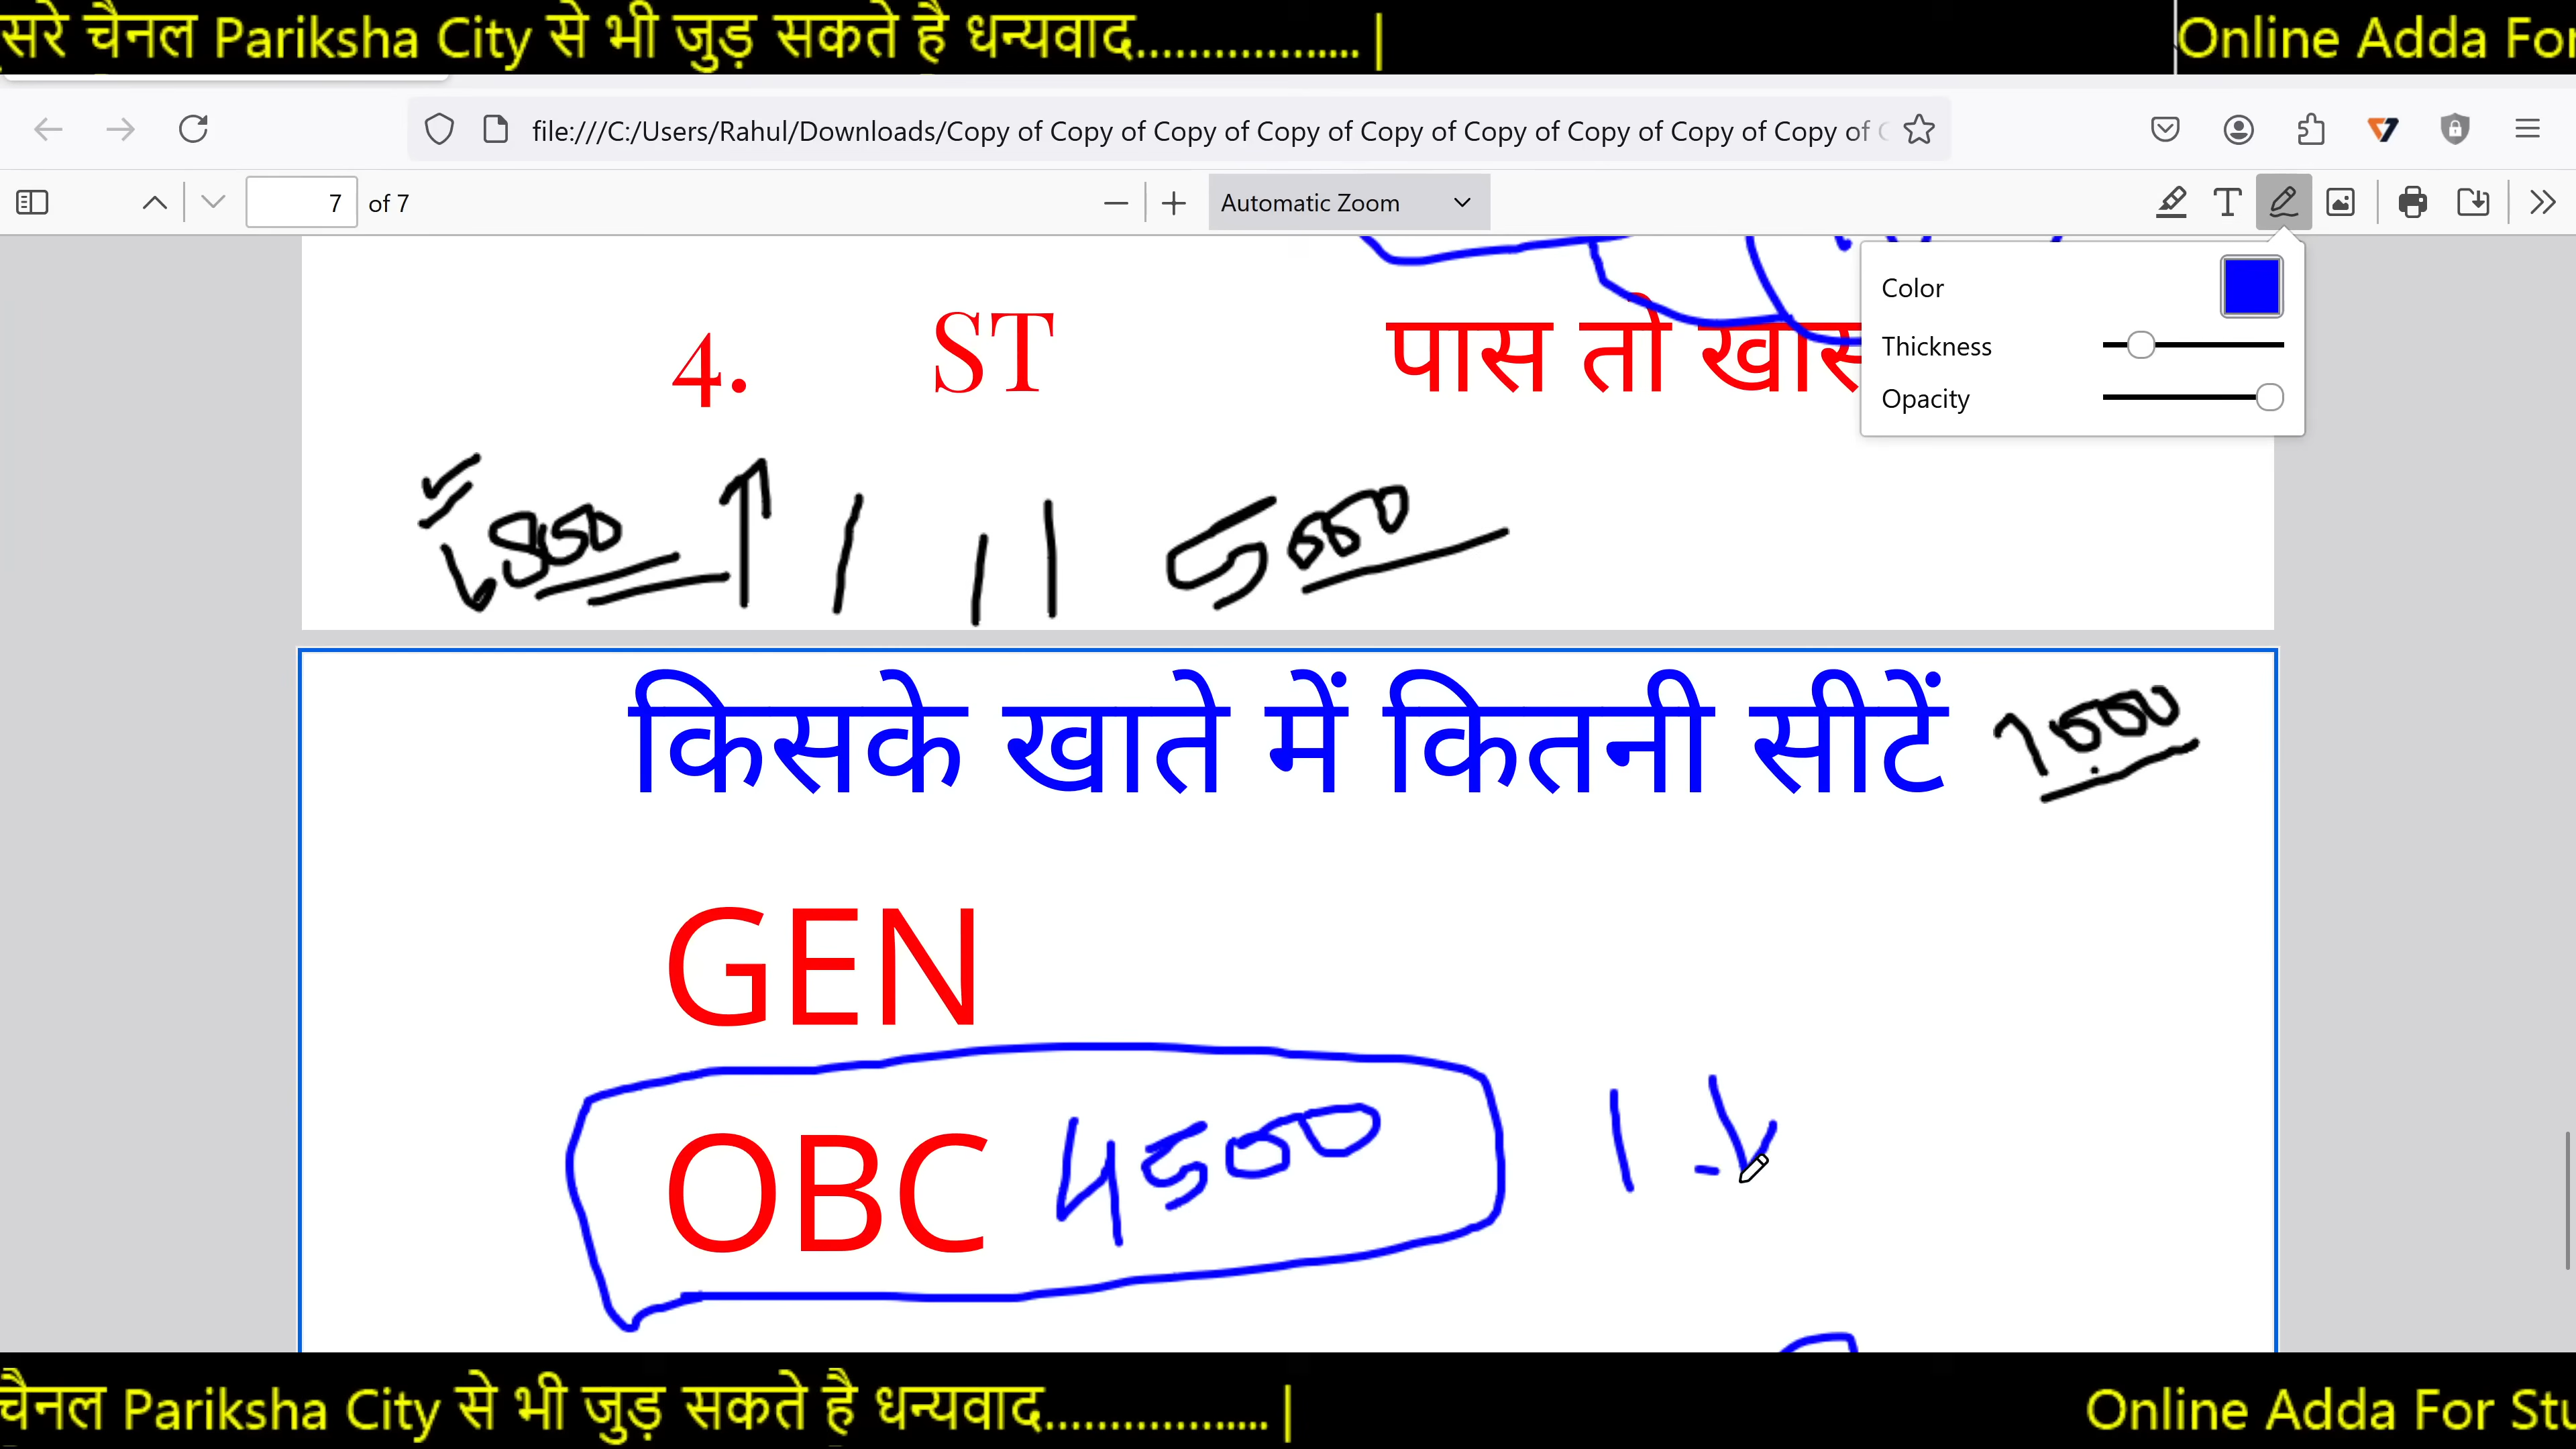 सरे चैनल Pariksha City से भी जुड़ सकते है धन्यवाद.................. | Online Adda For
file:///C:/Users/Rahul/Downloads/Copy of Copy of Copy of Copy of Copy of Copy of Copy of Copy of Copy of
7 of 7 Automatic Zoom
Color
Thickness
Opacity
4. ST पास तो खास
5000
किसके खाते में कितनी सीटें
GEN
OBC 4500
चैनल Pariksha City से भी जुड़ सकते है धन्यवाद.................. | Online Adda For Stu